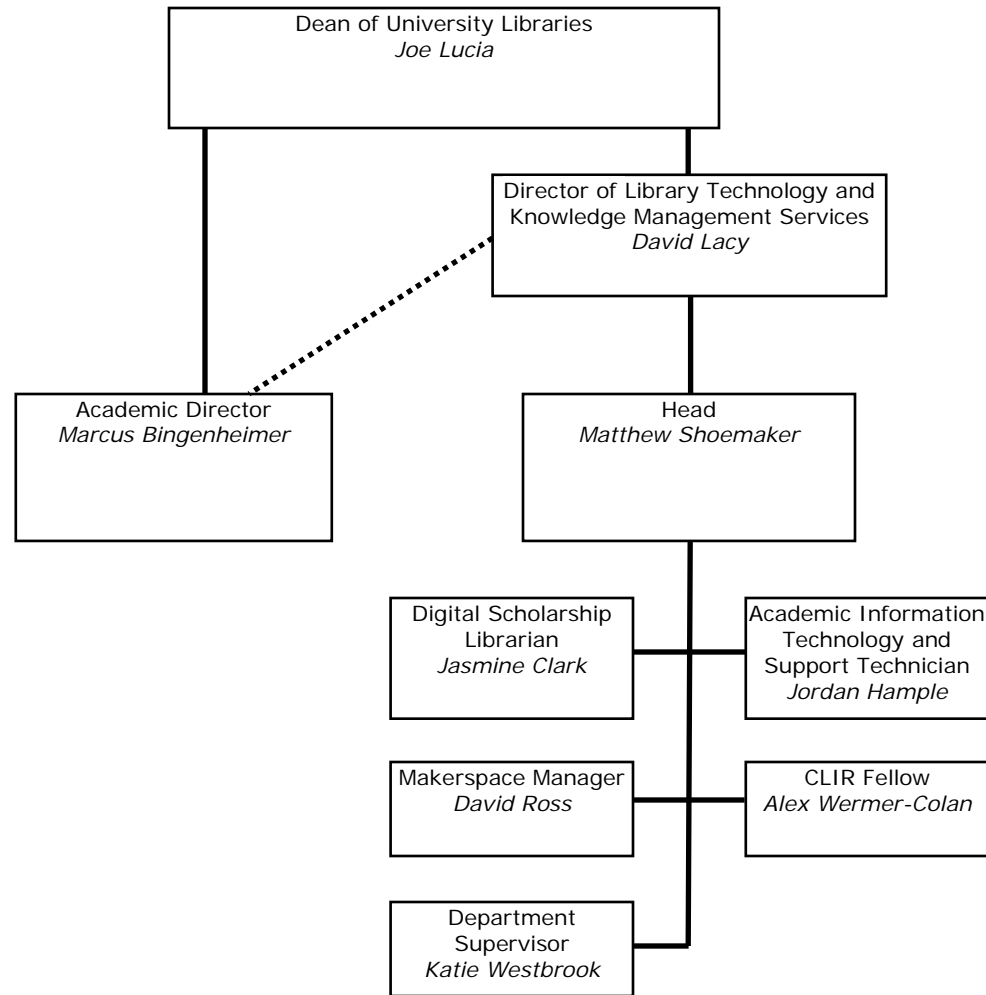 Dean of University Libraries
Joe Lucia
Director of Library Technology and
Knowledge Management Services
David Lacy
Academic Director
Marcus Bingenheimer
Head
Matthew Shoemaker
Digital Scholarship
Librarian
Jasmine Clark
Academic Information
Technology and
Support Technician
Jordan Hample
Makerspace Manager
David Ross
CLIR Fellow
Alex Wermer-Colan
Department
Supervisor
Katie Westbrook